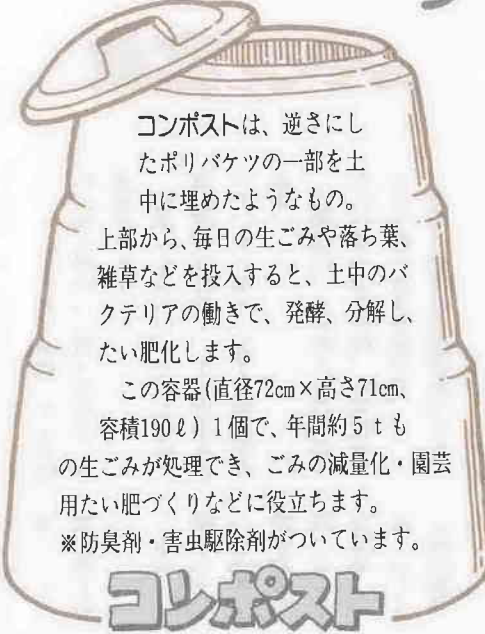 コンポストは、逆さにし
たポリバケツの一部を土
中に埋めたようなもの。
上部から、毎日の生ごみや落ち葉、
雑草などを投入すると、土中のバ
クテリアの働きで、発酵、分解し、
たい肥化します。
この容器(直径72cm×高さ71cm、
容積190ℓ)1個で、年間約5tも
の生ごみが処理でき、ごみの減量化・園芸
用たい肥づくりなどに役立ちます。
※防臭剤・害虫駆除剤がついています。
コンポスト